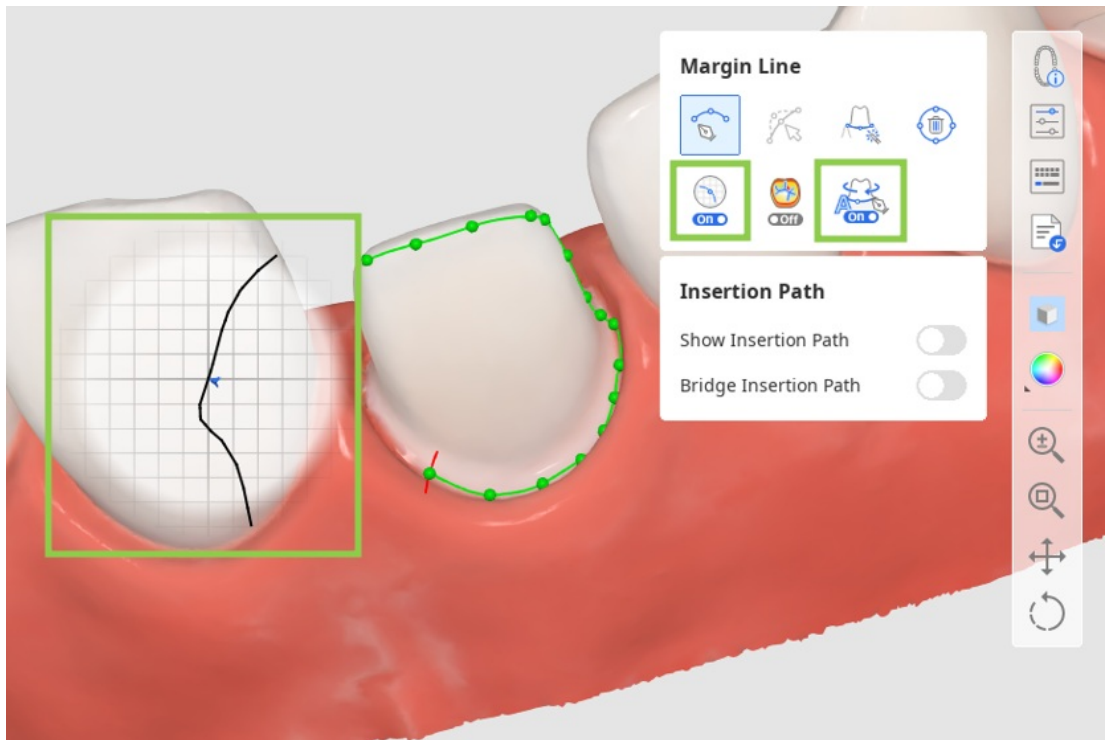 Margin Line
On
Off
A
On
Insertion Path
Show Insertion Path
Bridge Insertion Path